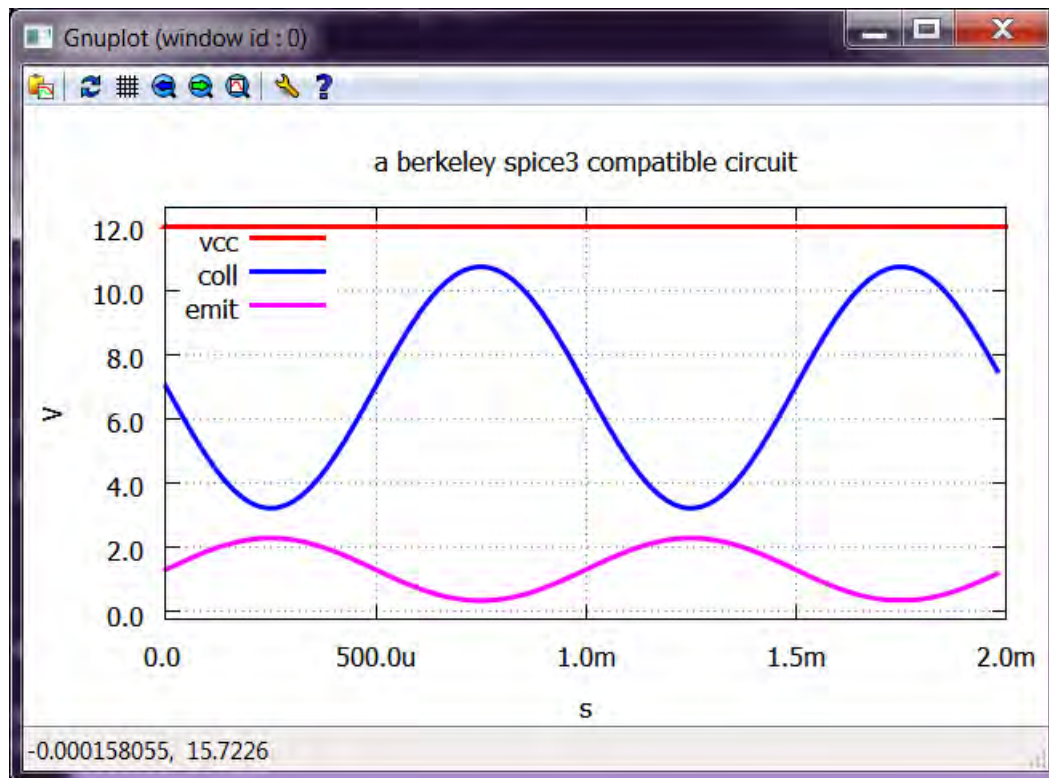 Gnuplot (window id : 0)
a berkeley spice3 compatible circuit
12.0
10.0
8.0
6.0
4.0
2.0
0.0
vcc
coll
emit
V
0.0 500.0u 1.0m 1.5m 2.0m
s
-0.000158055, 15.7226